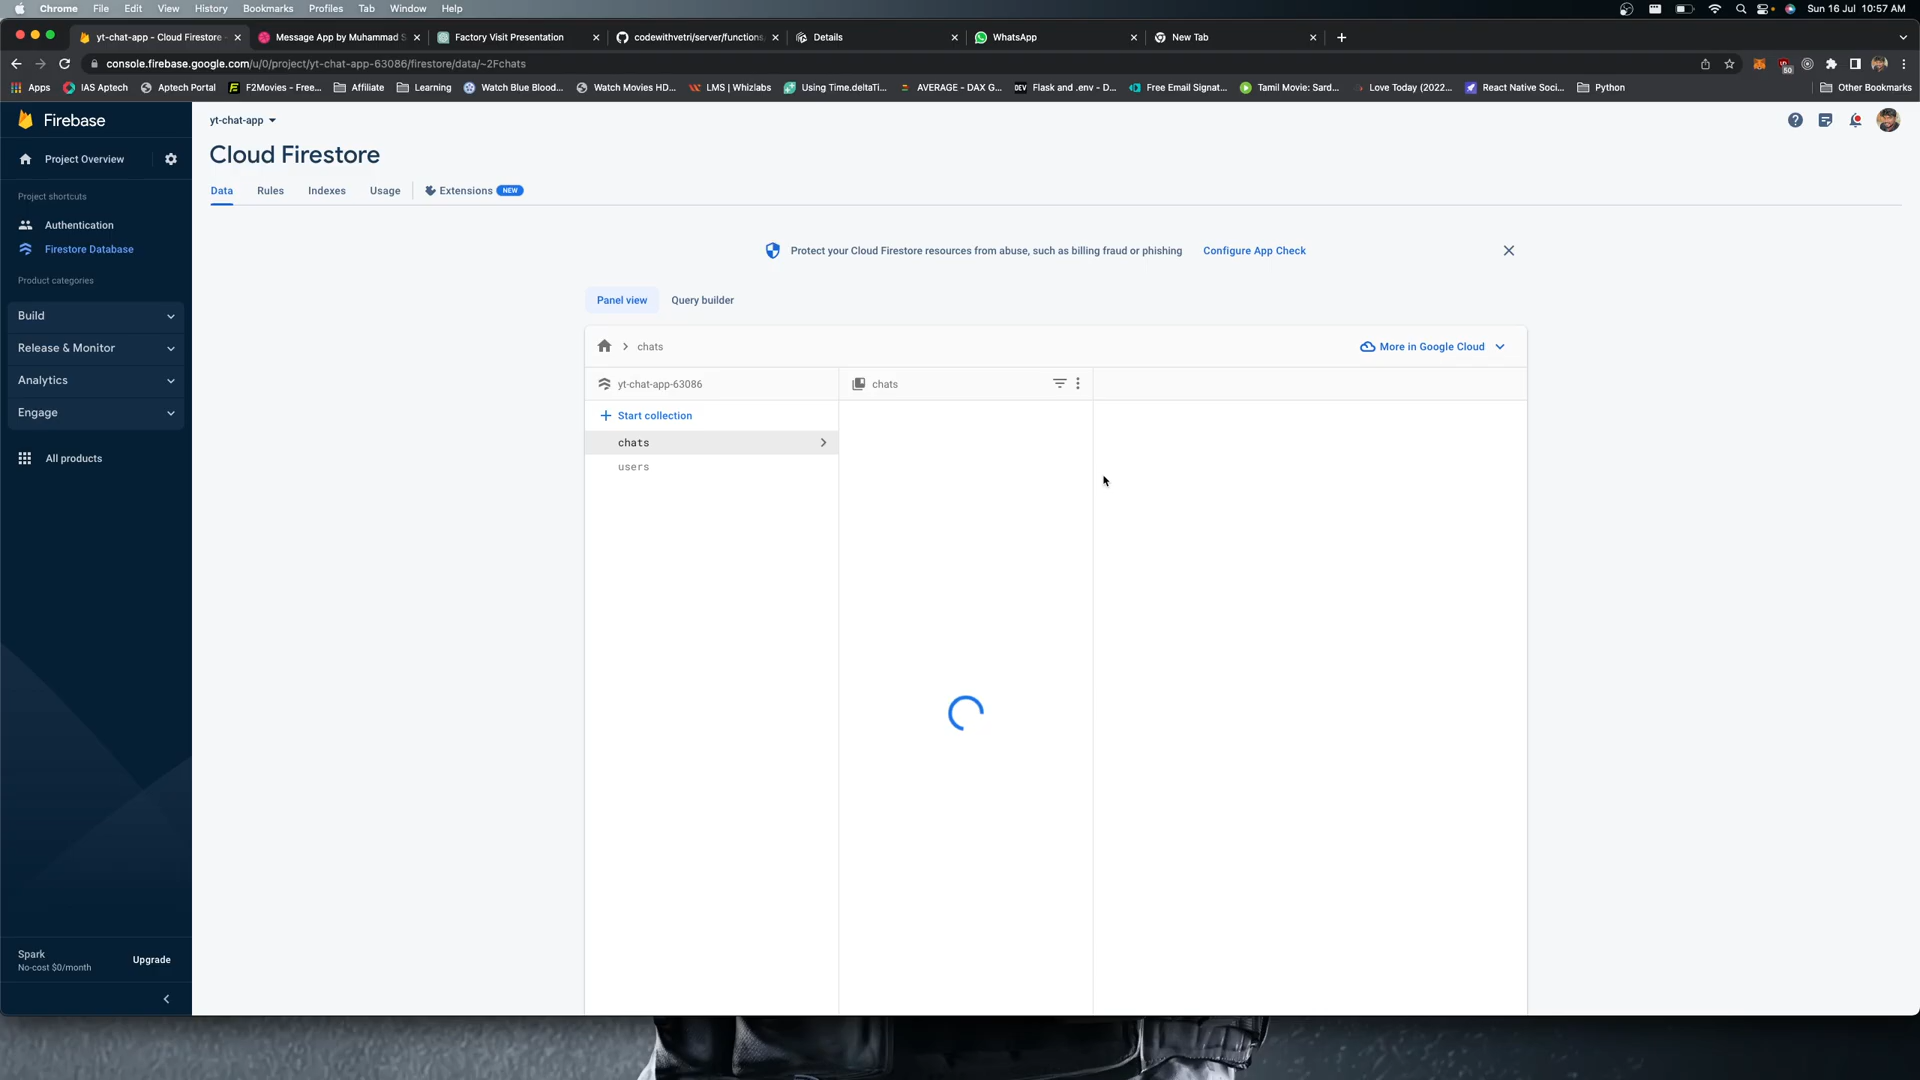 Chrome File Edit View History Bookmarks Profiles Tab Window Help Sun 16 Jul 10:57 AM
yt-chat-app - Cloud Firestore - Message App by Muhammad S Factory Visit Presentation codewithvetri/server/functions. Details WhatsApp New Tab
console.firebase.google.com/u/0/project/yt-chat-app-63086/firestore/data/~2Fchats
50
Apps IAS Aptech Aptech Portal F2Movies - Free... Affiliate Learning Watch Blue Blood... Watch Movies HD... LMS | Whizlabs Using Time.deltaTi... AVERAGE - DAX G... DEV Flask and .env - D... Free Email Signat... Tamil Movie: Sard... Love Today (2022... React Native Soci... Python Other Bookmarks
Firebase
yt-chat-app
Project Overview
Cloud Firestore
Data Rules Indexes Usage Extensions NEW
Project shortcuts
Authentication
Firestore Database
Product categories
Build
Release & Monitor
Analytics
Engage
All products
Protect your Cloud Firestore resources from abuse, such as billing fraud or phishing Configure App Check
Panel view Query builder
chats More in Google Cloud
yt-chat-app-63086 chats
Start collection
chats
users
Spark
No-cost $0/month
Upgrade